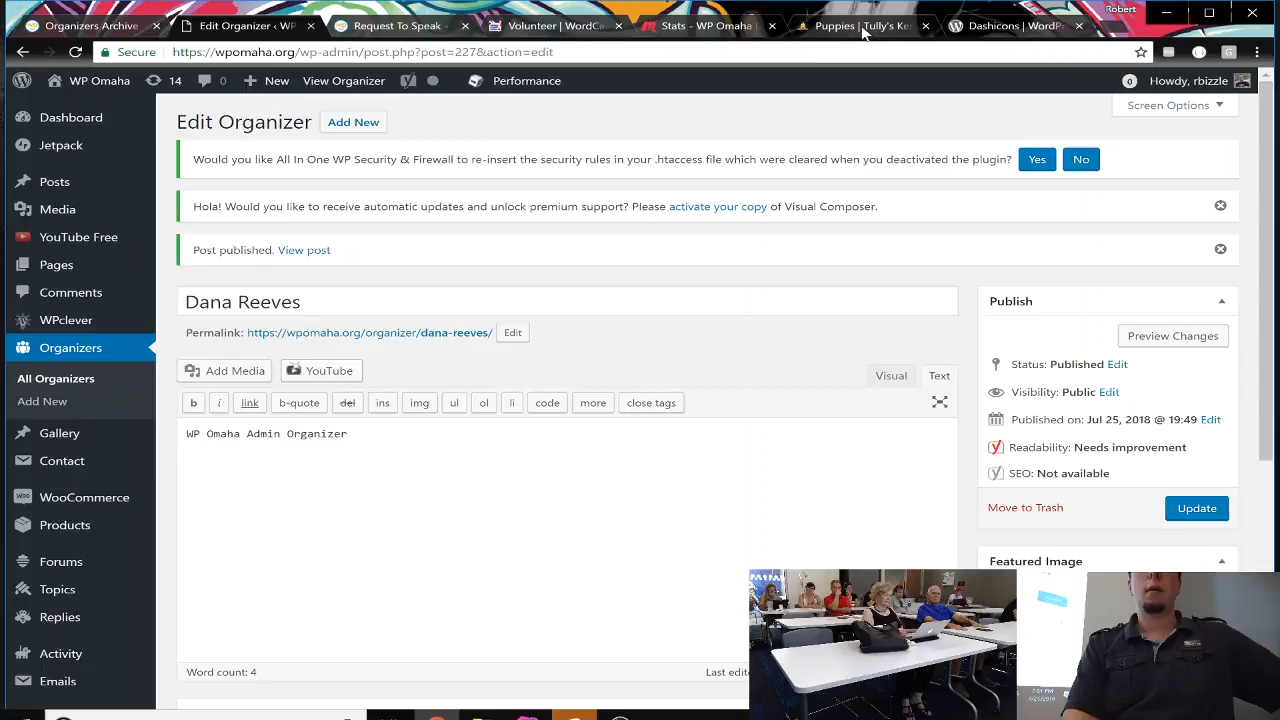 Robert
Organizers Archive
Edit Organizer ‹ WP
Request To Speak
Volunteer | WordCa
Stats - WP Omaha
Puppies | Tully's Ke
Dashicons | WordP
Secure
https://wpomaha.org/wp-admin/post.php?post=227&action=edit
WP Omaha
14
0
New
View Organizer
Performance
0
Howdy, rbizzle
Dashboard
Jetpack
Posts
Media
YouTube Free
Pages
Comments
WPclever
Organizers
All Organizers
Add New
Gallery
Contact
WooCommerce
Products
Forums
Topics
Replies
Activity
Emails
Edit Organizer
Add New
Screen Options
Would you like All In One WP Security & Firewall to re-insert the security rules in your .htaccess file which were cleared when you deactivated the plugin?
Yes
No
Hola! Would you like to receive automatic updates and unlock premium support? Please activate your copy of Visual Composer.
Post published. View post
Dana Reeves
Permalink: https://wpomaha.org/organizer/dana-reeves/
Edit
Add Media
YouTube
Visual
Text
b
i
link
b-quote
del
ins
img
ul
ol
li
code
more
close tags
WP Omaha Admin Organizer
Word count: 4
Last edite
Publish
Preview Changes
Status: Published Edit
Visibility: Public Edit
Published on: Jul 25, 2018 @ 19:49 Edit
Readability: Needs improvement
SEO: Not available
Move to Trash
Update
Featured Image
7:51 PM